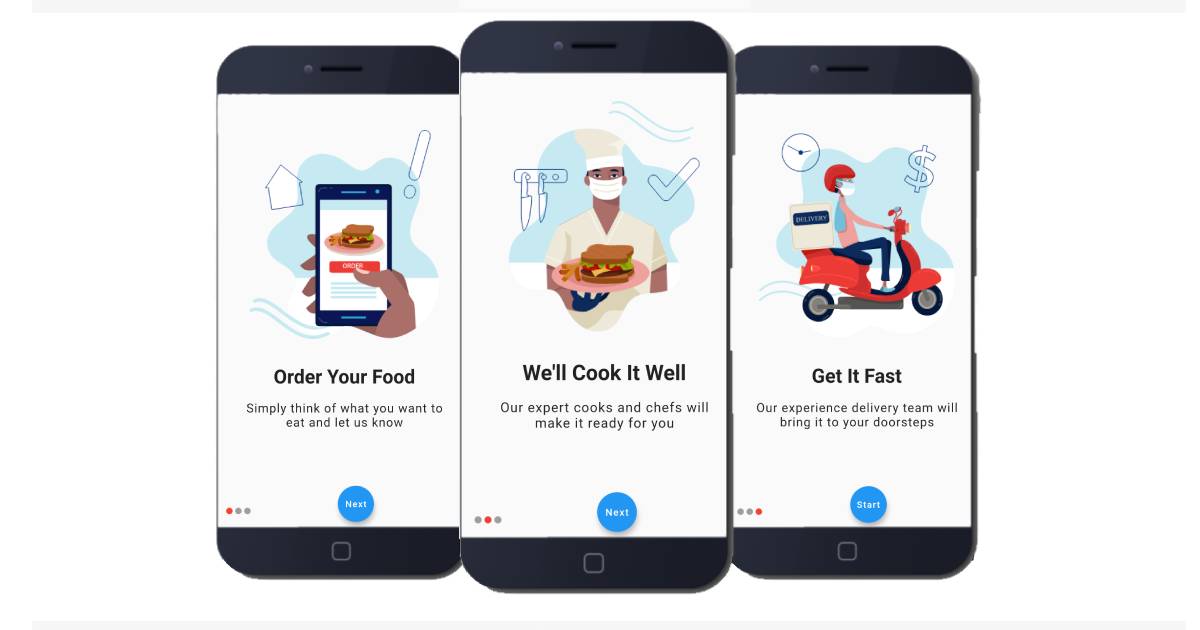 ORDER
Order Your Food
Simply think of what you want to
eat and let us know
Next
We'll Cook It Well
Our expert cooks and chefs will
make it ready for you
Next
DELIVERY
Get It Fast
Our experience delivery team will
bring it to your doorsteps
Start